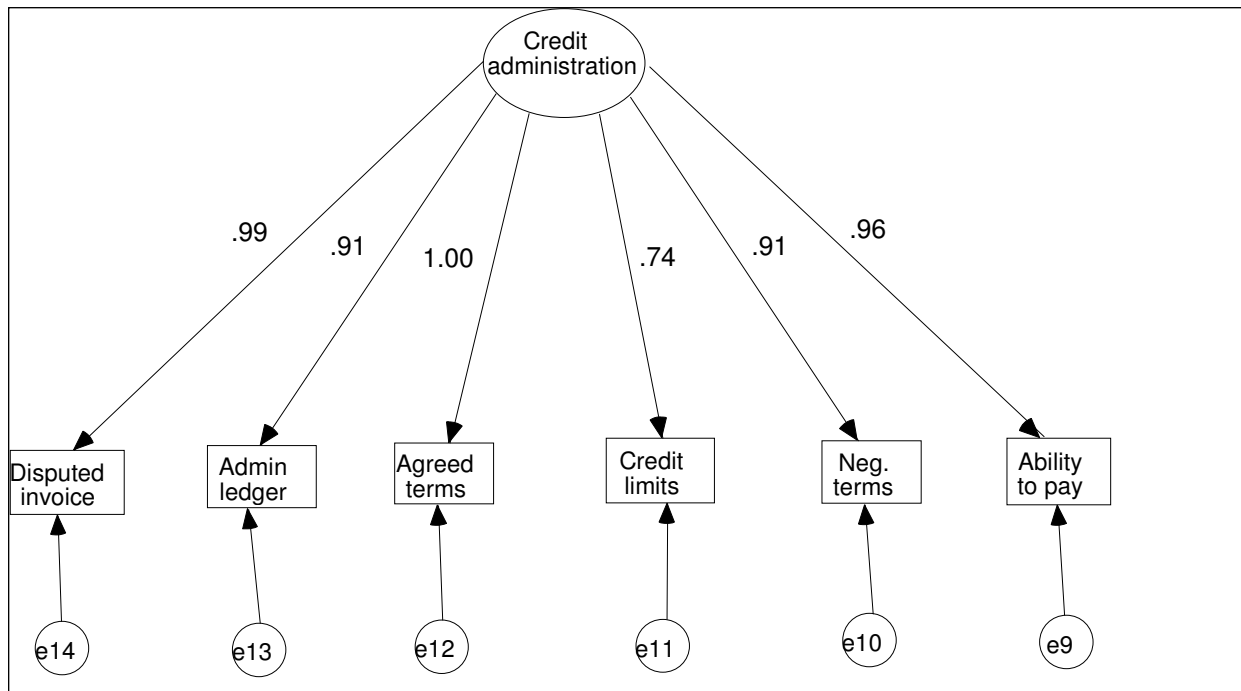 Credit
administration
.99
.91
1.00
.74
.91
.96
Disputed
invoice
Admin
ledger
Agreed
terms
Credit
limits
Neg.
terms
Ability
to pay
e14
e13
e12
e11
e10
e9